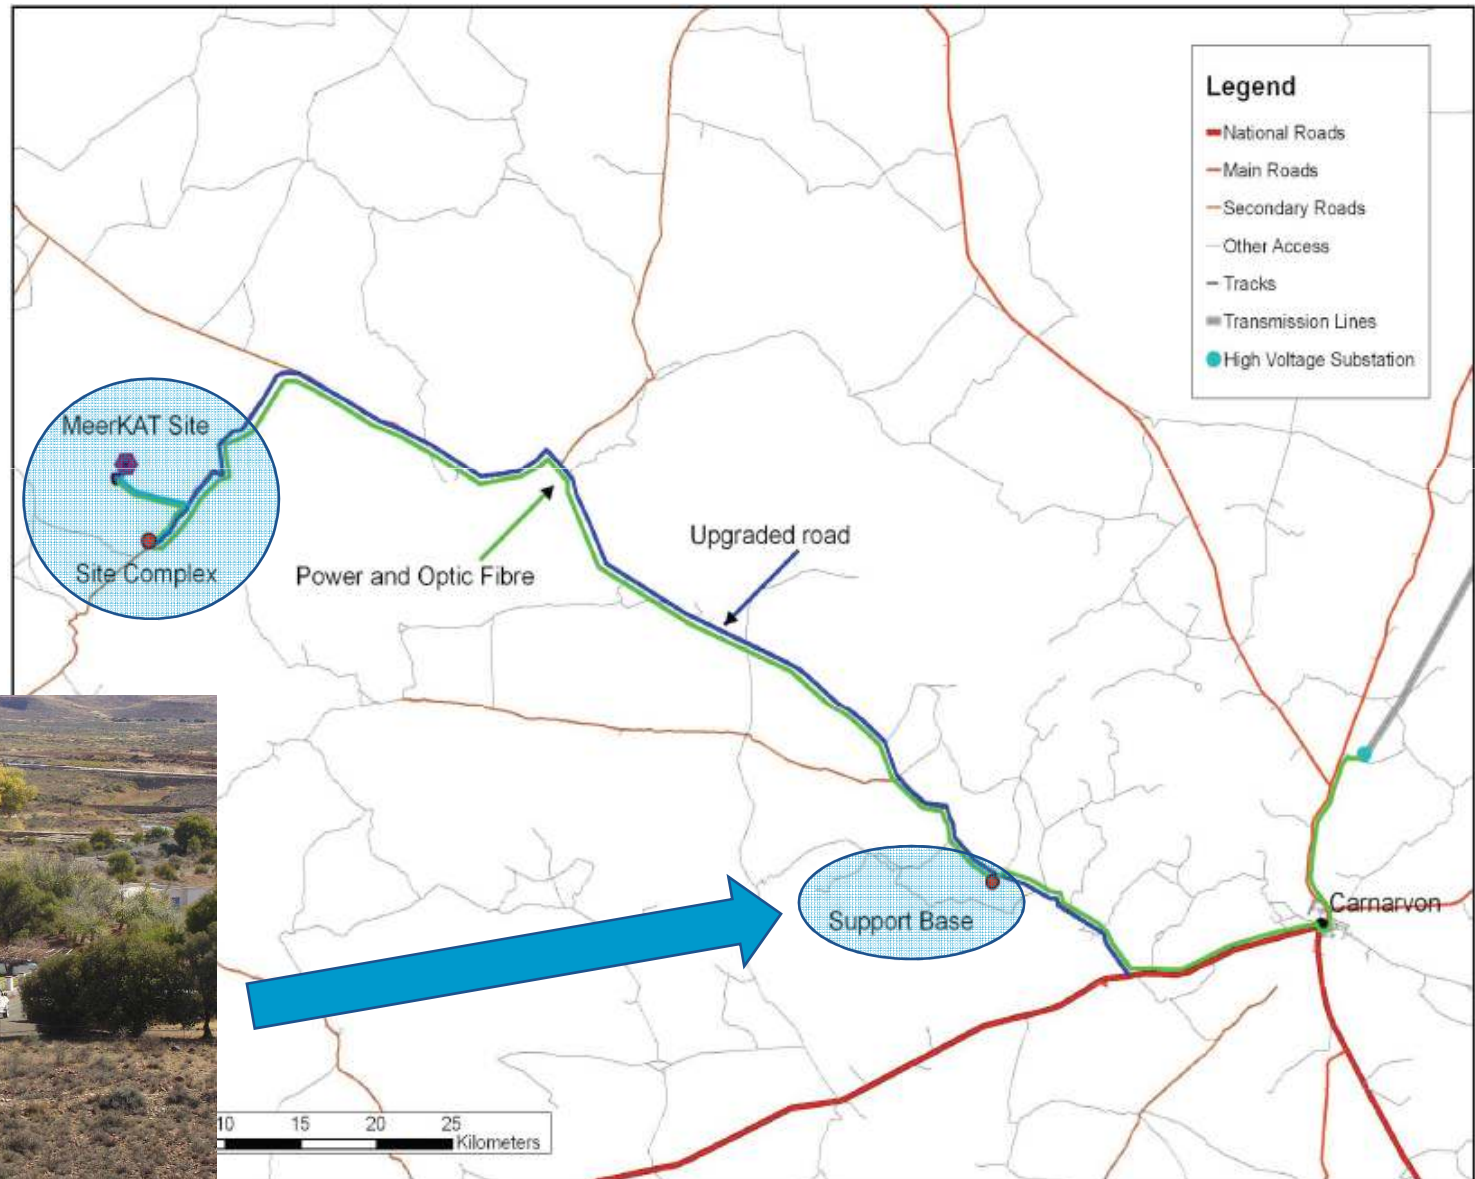 Legend
National Roads
Main Roads
Secondary Roads
Other Access
Tracks
Transmission Lines
High Voltage Substation
MeerKAT Site
Site Complex
Power and Optic Fibre
Upgraded road
Support Base
Carnarvon
10 15 20 25
Kilometers